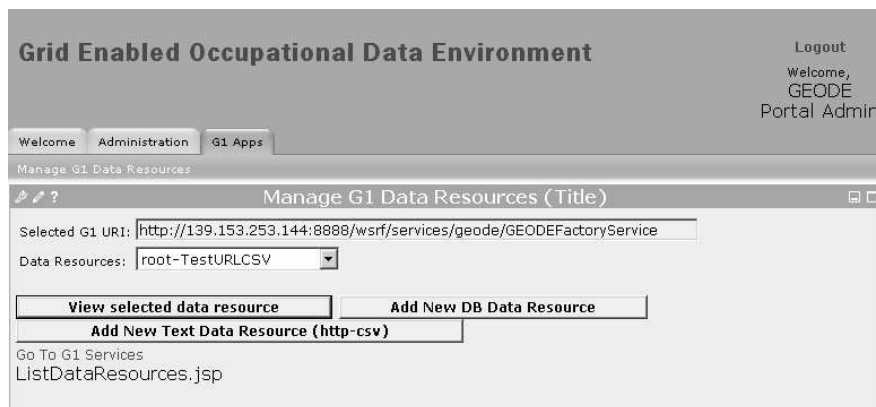 Grid Enabled Occupational Data Environment
Logout
Welcome,
GEODE
Portal Admin
Welcome Administration G1 Apps
Manage G1 Data Resources
? Manage G1 Data Resources (Title)
Selected G1 URI: http://139.153.253.144:8888/wsrf/services/geode/GEODEFactoryService
Data Resources: root-TestURLCSV
View selected data resource Add New DB Data Resource
Add New Text Data Resource (http-csv)
Go To G1 Services
ListDataResources.jsp